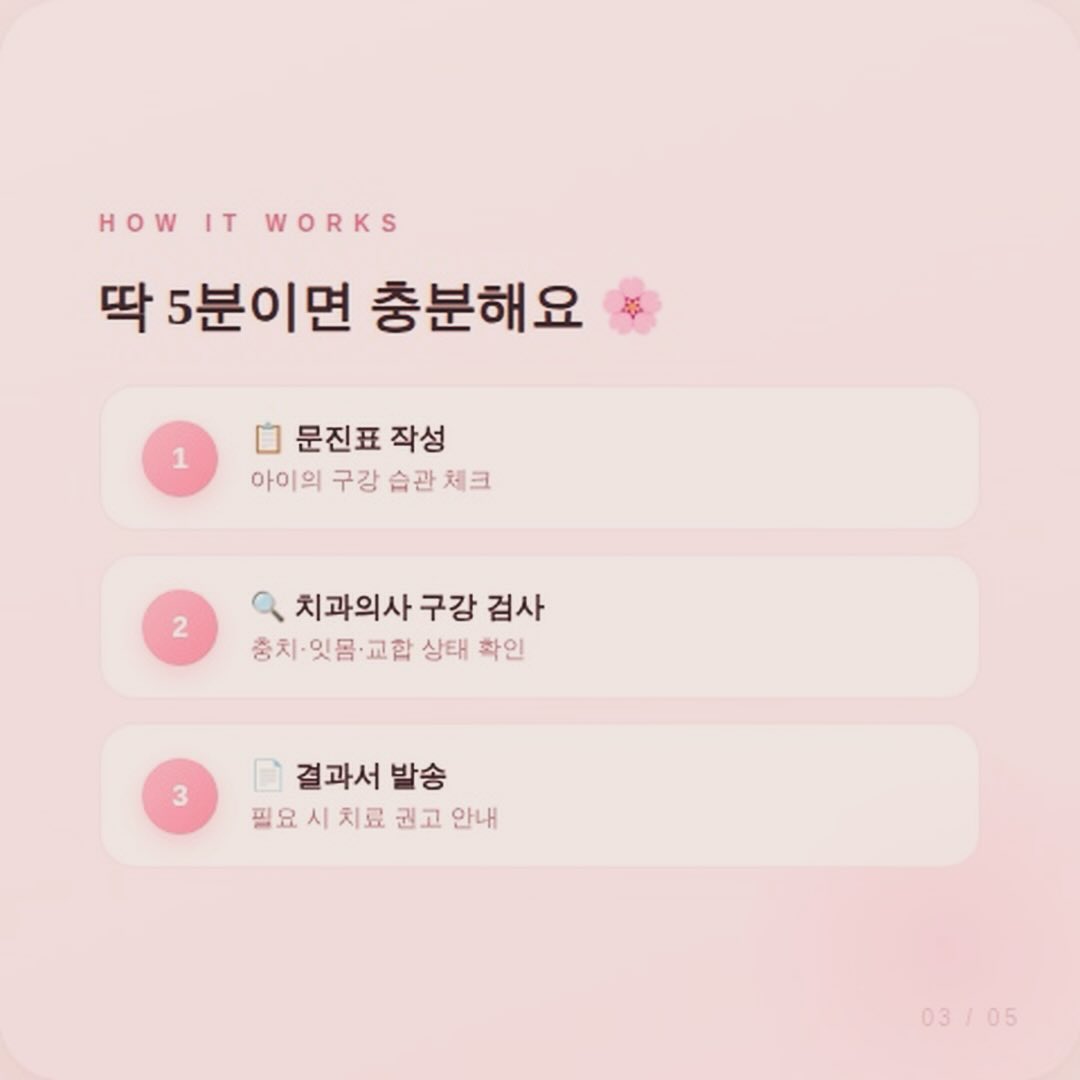 HOW IT WORKS
딱 5분이면 충분해요 🌸
1
📋 문진표 작성
아이의 구강 습관 체크
2
🔍 치과의사 구강 검사
충치·잇몸·교합 상태 확인
3
📄 결과서 발송
필요 시 치료 권고 안내
03 / 05